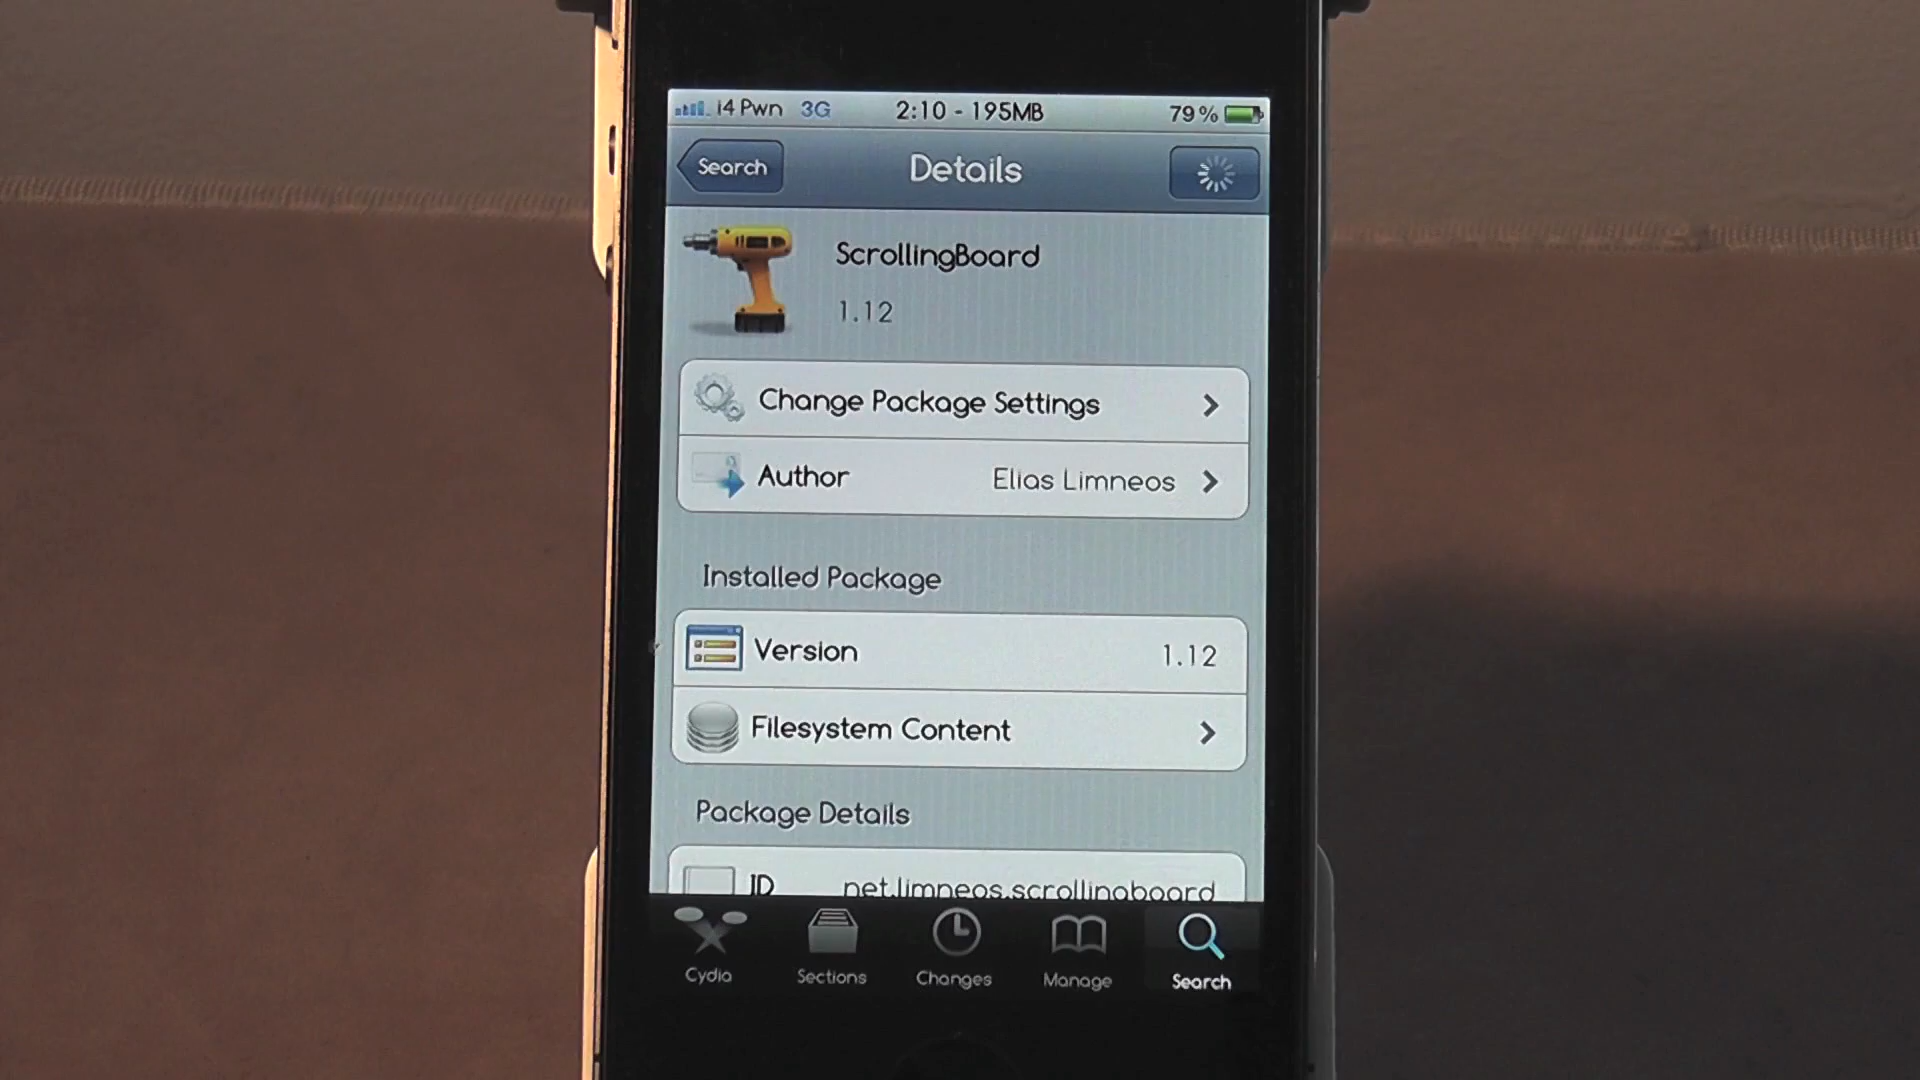 i4 Pwn 3G 2:10 - 195MB 79%
Search Details
ScrollingBoard
1.12
Change Package Settings
Author Elias Limneos
Installed Package
Version 1.12
Filesystem Content
Package Details
ID net.limneos.scrollingboard
Cydia Sections Changes Manage Search